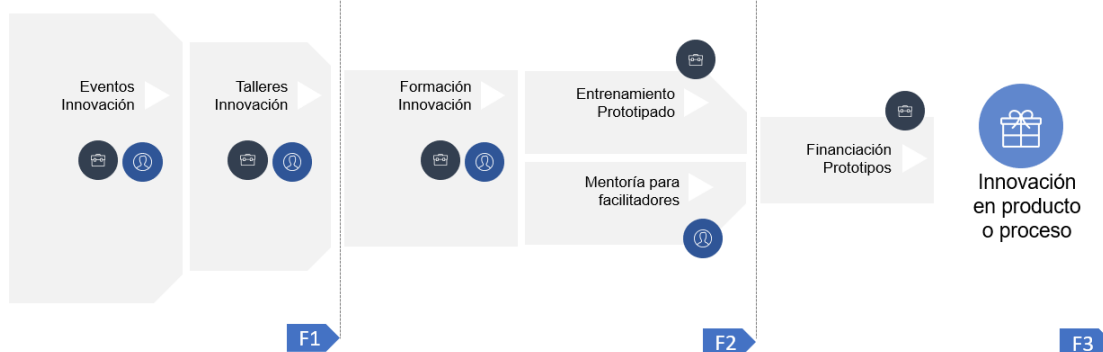 Eventos
Innovación
Talleres
Innovación
Formación
Innovación
Entrenamiento
Prototipado
Mentoría para
facilitadores
Financiación
Prototipos
Innovación
en producto
o proceso
F1
F2
F3